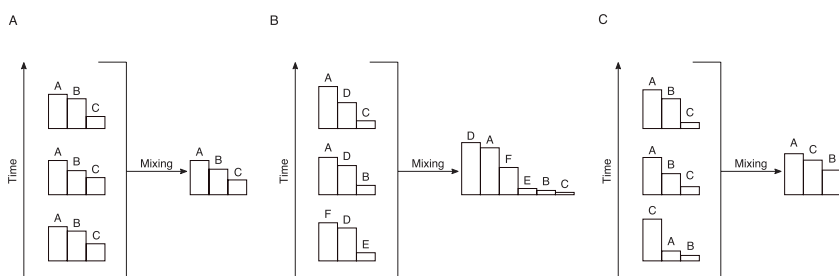 A
Time
A B C
A B C
A B C
Mixing
A B C
B
Time
A D C
A D B
F D E
Mixing
D A F E B C
C
Time
A B C
A B C
C A B
Mixing
A C B